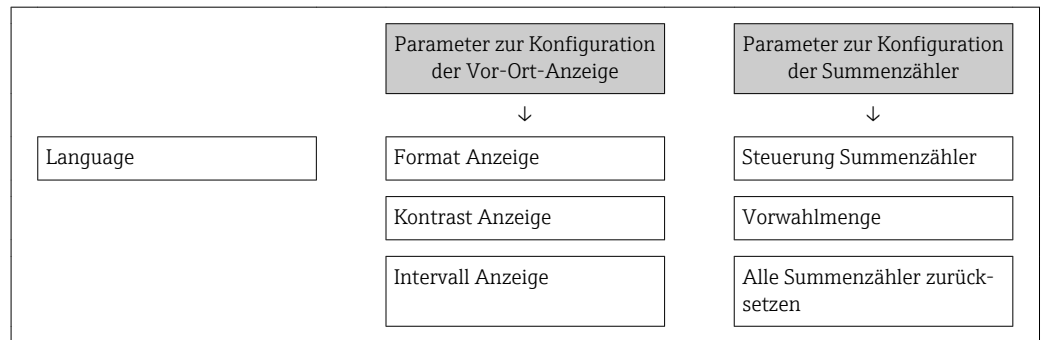 Parameter zur Konfiguration
der Vor-Ort-Anzeige
Parameter zur Konfiguration
der Summenzähler
↓
↓
Language
Format Anzeige
Steuerung Summenzähler
Kontrast Anzeige
Vorwahlmenge
Intervall Anzeige
Alle Summenzähler zurück-
setzen